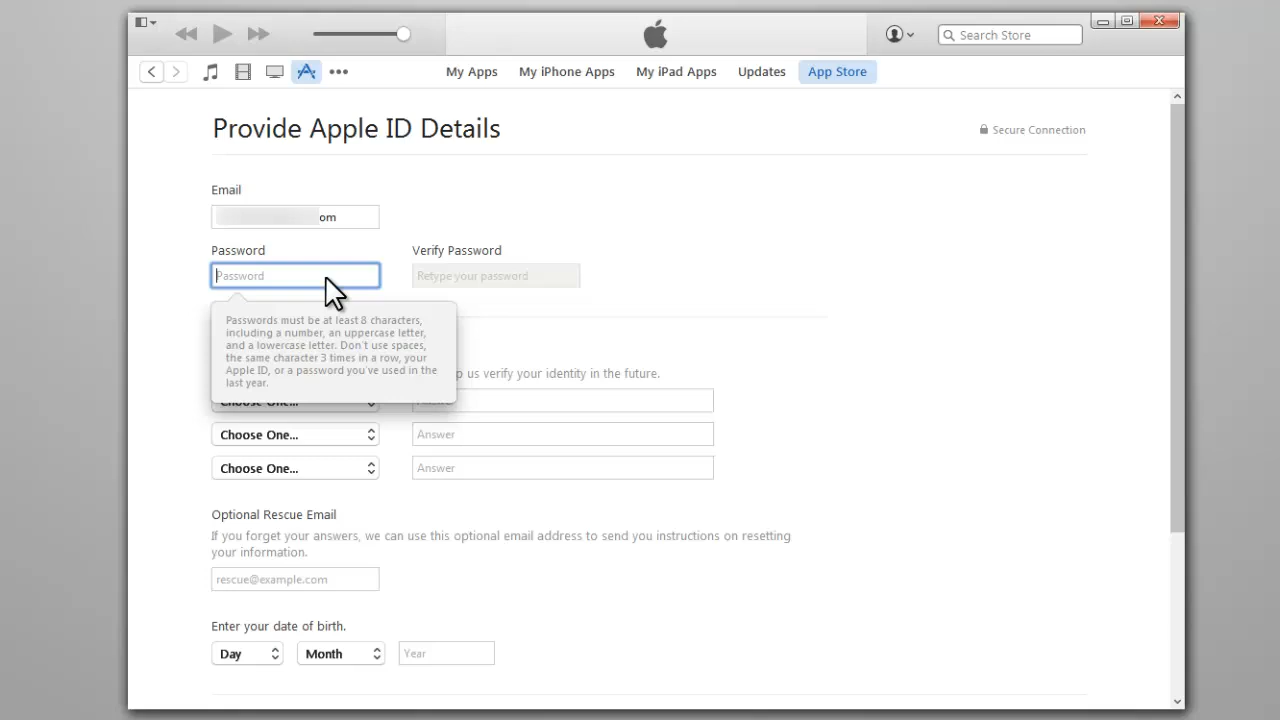 Search Store
My Apps
My iPhone Apps
My iPad Apps
Updates
App Store
Provide Apple ID Details
Secure Connection
Email
om
Password
Verify Password
Password
Retype your password
Passwords must be at least 8 characters,
including a number, an uppercase letter,
and a lowercase letter. Don't use spaces,
the same character 3 times in a row, your
Apple ID, or a password you've used in the
last year.
p us verify your identity in the future.
Choose One...
Choose One...
Answer
Choose One...
Answer
Optional Rescue Email
If you forget your answers, we can use this optional email address to send you instructions on resetting
your information.
rescue@example.com
Enter your date of birth.
Day
Month
Year